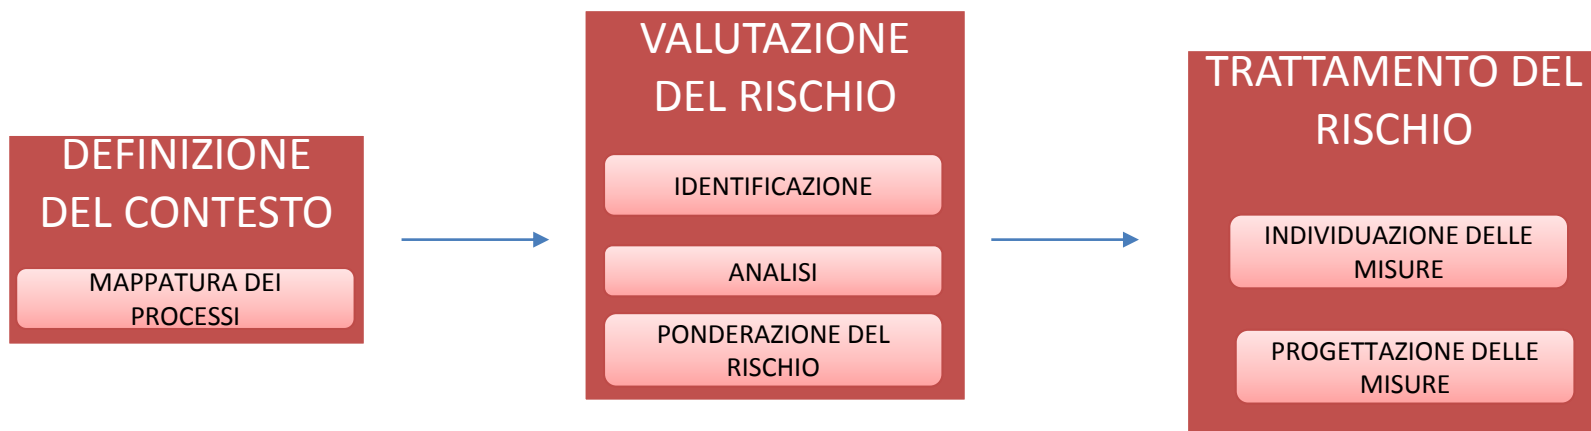 DEFINIZIONE
DEL CONTESTO
MAPPATURA DEI
PROCESSI
VALUTAZIONE
DEL RISCHIO
IDENTIFICAZIONE
ANALISI
PONDERAZIONE DEL
RISCHIO
TRATTAMENTO DEL
RISCHIO
INDIVIDUAZIONE DELLE
MISURE
PROGETTAZIONE DELLE
MISURE